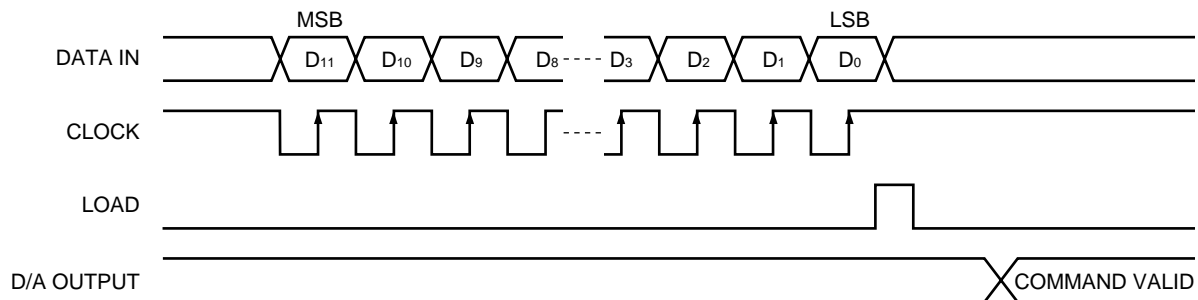 MSB LSB
DATA IN D11 D10 D9 D8 D3 D2 D1 D0
CLOCK
LOAD
D/A OUTPUT COMMAND VALID